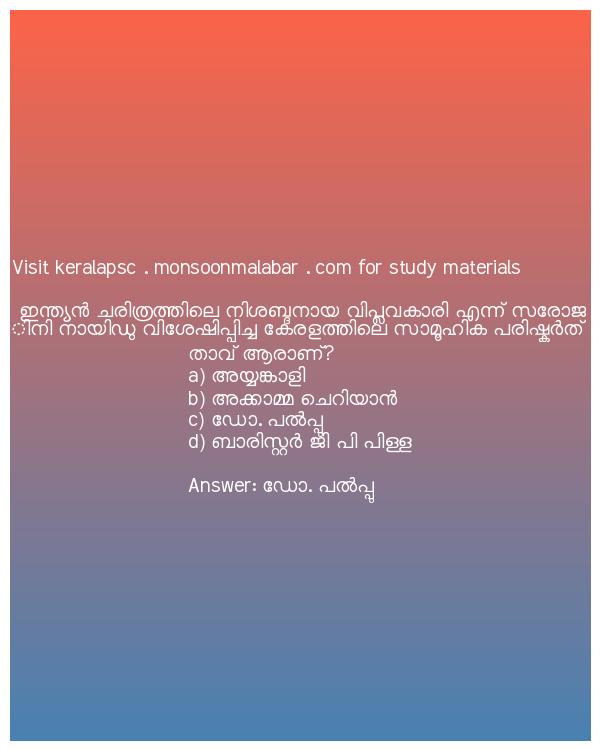 Visit keralapsc . monsoonmalabar . com for study materials
ഇന്ത്യൻ ചരിത്രത്തിലെ നിശബ്ദനായ വിപ്ലവകാരി എന്ന് സരോജ
ിനി നായിഡു വിശേഷിപ്പിച്ച കേരളത്തിലെ സാമൂഹിക പരിഷ്കർത്
താവ് ആരാണ്?
a) അയ്യങ്കാളി
b) അക്കാമ്മ ചെറിയാൻ
c) ഡോ. പൽപ്പു
d) ബാരിസ്റ്റർ ജി പി പിള്ള
Answer: ഡോ. പൽപ്പു